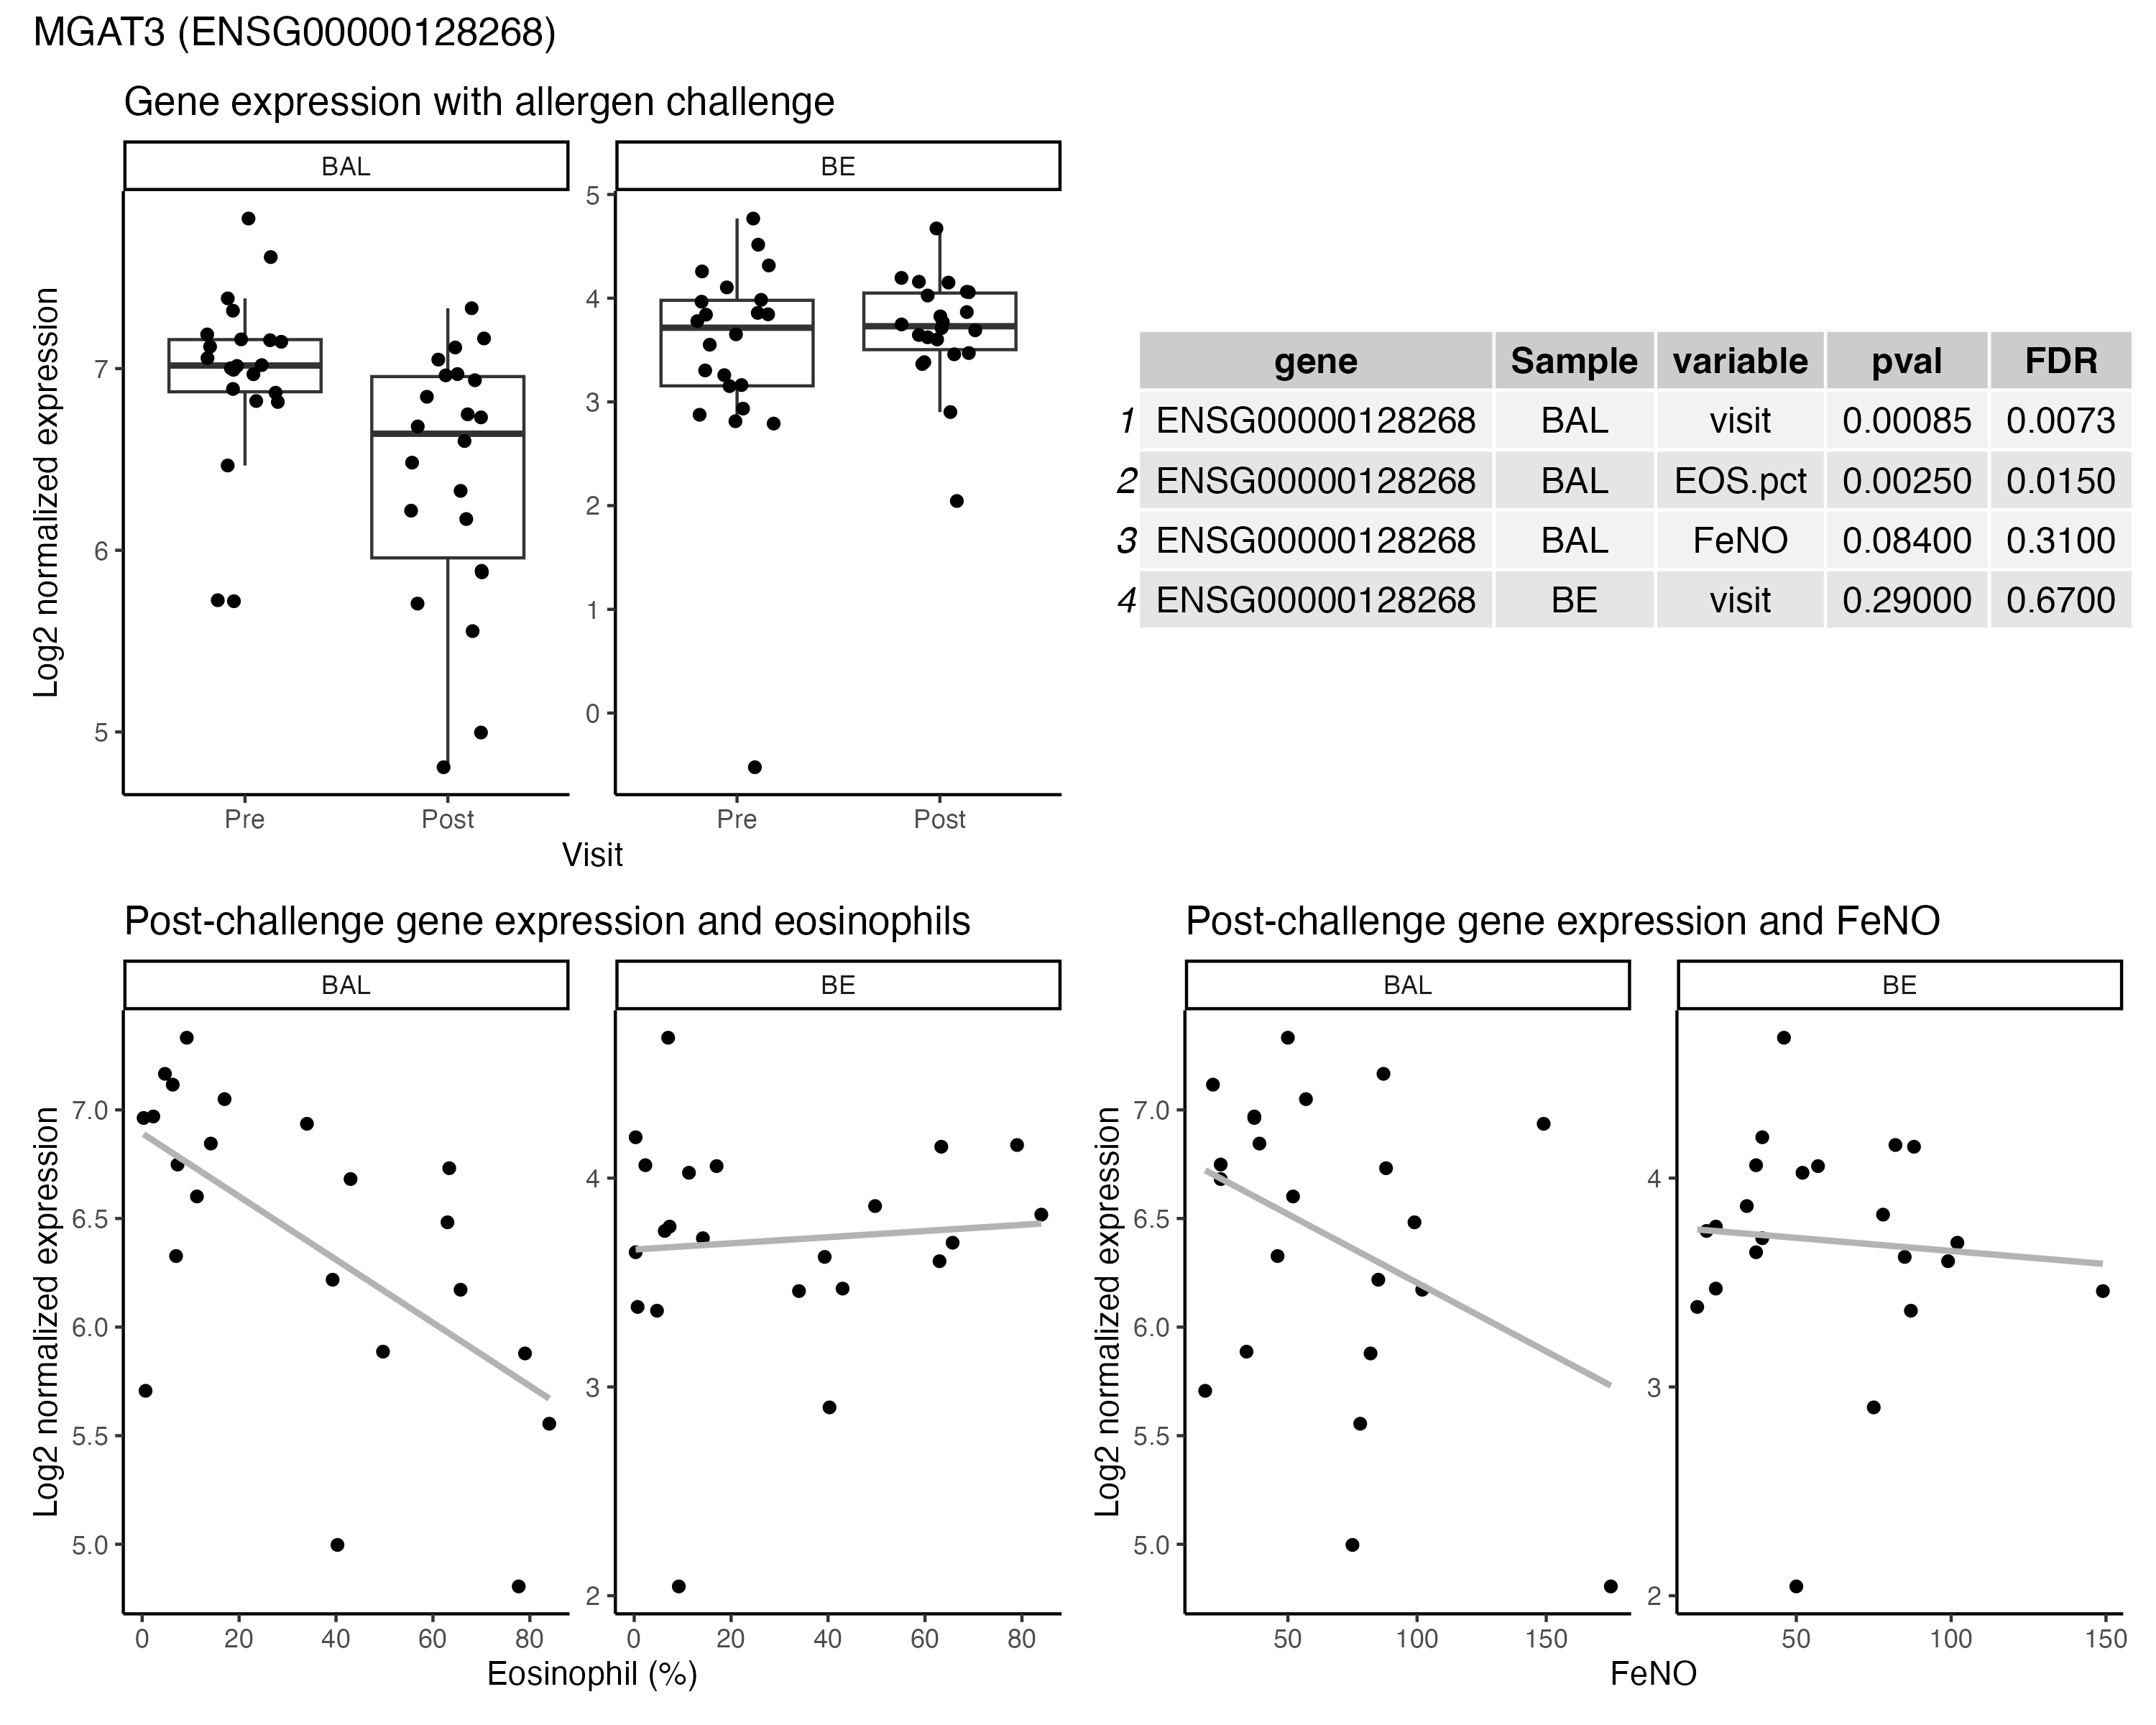 MGAT3 (ENSG00000128268)
Gene expression with allergen challenge
BAL
BE
Log2 normalized expression
7
6
5
5
4
3
2
1
0
Pre
Post
Pre
Post
Visit
gene Sample variable pval FDR
1 ENSG00000128268 BAL visit 0.00085 0.0073
2 ENSG00000128268 BAL EOS.pct 0.00250 0.0150
3 ENSG00000128268 BAL FeNO 0.08400 0.3100
4 ENSG00000128268 BE visit 0.29000 0.6700
Post-challenge gene expression and eosinophils
BAL
BE
Log2 normalized expression
7.0
6.5
6.0
5.5
5.0
4
3
2
0 20 40 60 80
0 20 40 60 80
Eosinophil (%)
Post-challenge gene expression and FeNO
BAL
BE
Log2 normalized expression
7.0
6.5
6.0
5.5
5.0
4
3
2
50 100 150
50 100 150
FeNO